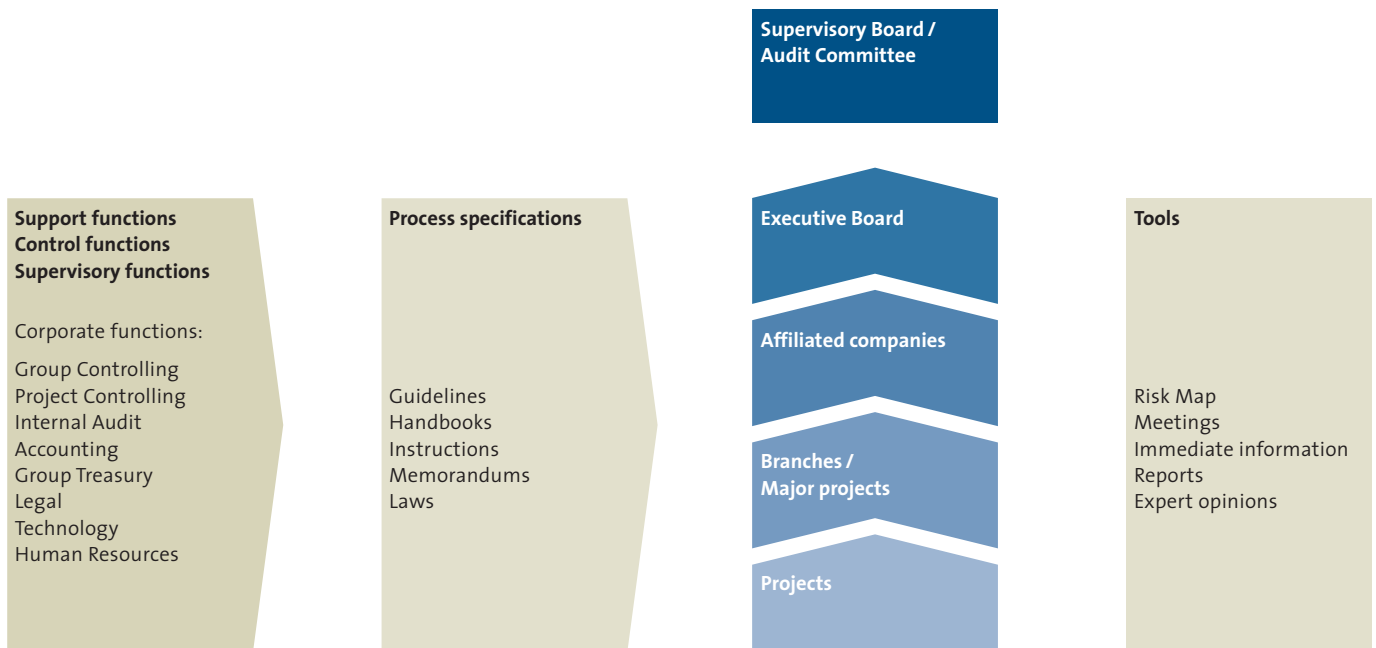 Supervisory Board /
Audit Committee
Support functions
Control functions
Supervisory functions
Corporate functions:
Group Controlling
Project Controlling
Internal Audit
Accounting
Group Treasury
Legal
Technology
Human Resources
Process specifications
Guidelines
Handbooks
Instructions
Memorandums
Laws
Executive Board
Affiliated companies
Branches /
Major projects
Projects
Tools
Risk Map
Meetings
Immediate information
Reports
Expert opinions